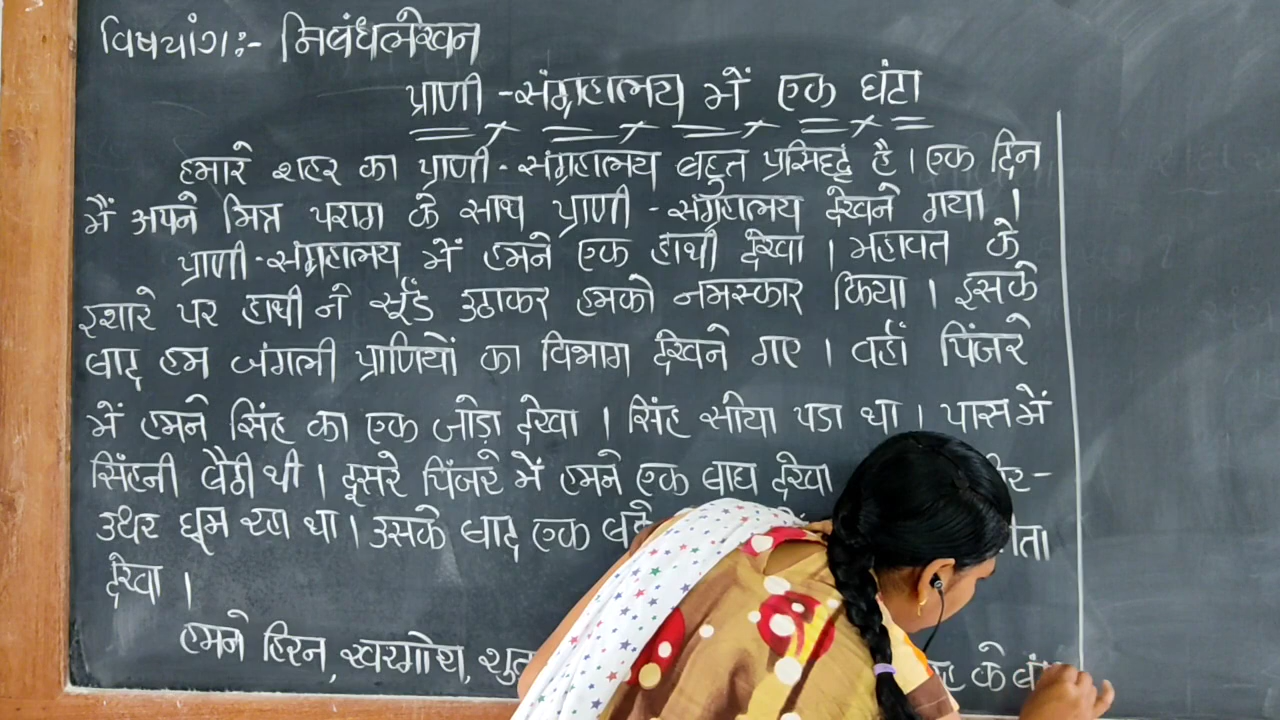 विषयांग:- निबंधलेखन
प्राणी -संग्रहालय में एक घंटा
हमारे शहर का प्राणी-संग्रहालय बहुत प्रसिद्ध है । एक दिन
मैं अपने मित्र पराग के साथ प्राणी -संग्रहालय देखने गया ।
प्राणी-संग्रहालय में हमने एक हाथी देखा । महावत के
इशारे पर हाथी ने सूँड उठाकर हमको नमस्कार किया । इसके
बाद हम जंगली प्राणियों का विभाग देखने गए । वहाँ पिंजरे
में हमने सिंह का एक जोड़ा देखा । सिंह सोया पडा था । पास में
सिंहनी बैठी थी । दूसरे पिंजरे में हमने एक बाघ देखा
उधर घूम रहा था । उसके बाद एक
देखा ।
हमने हिरन, खरगोश, के